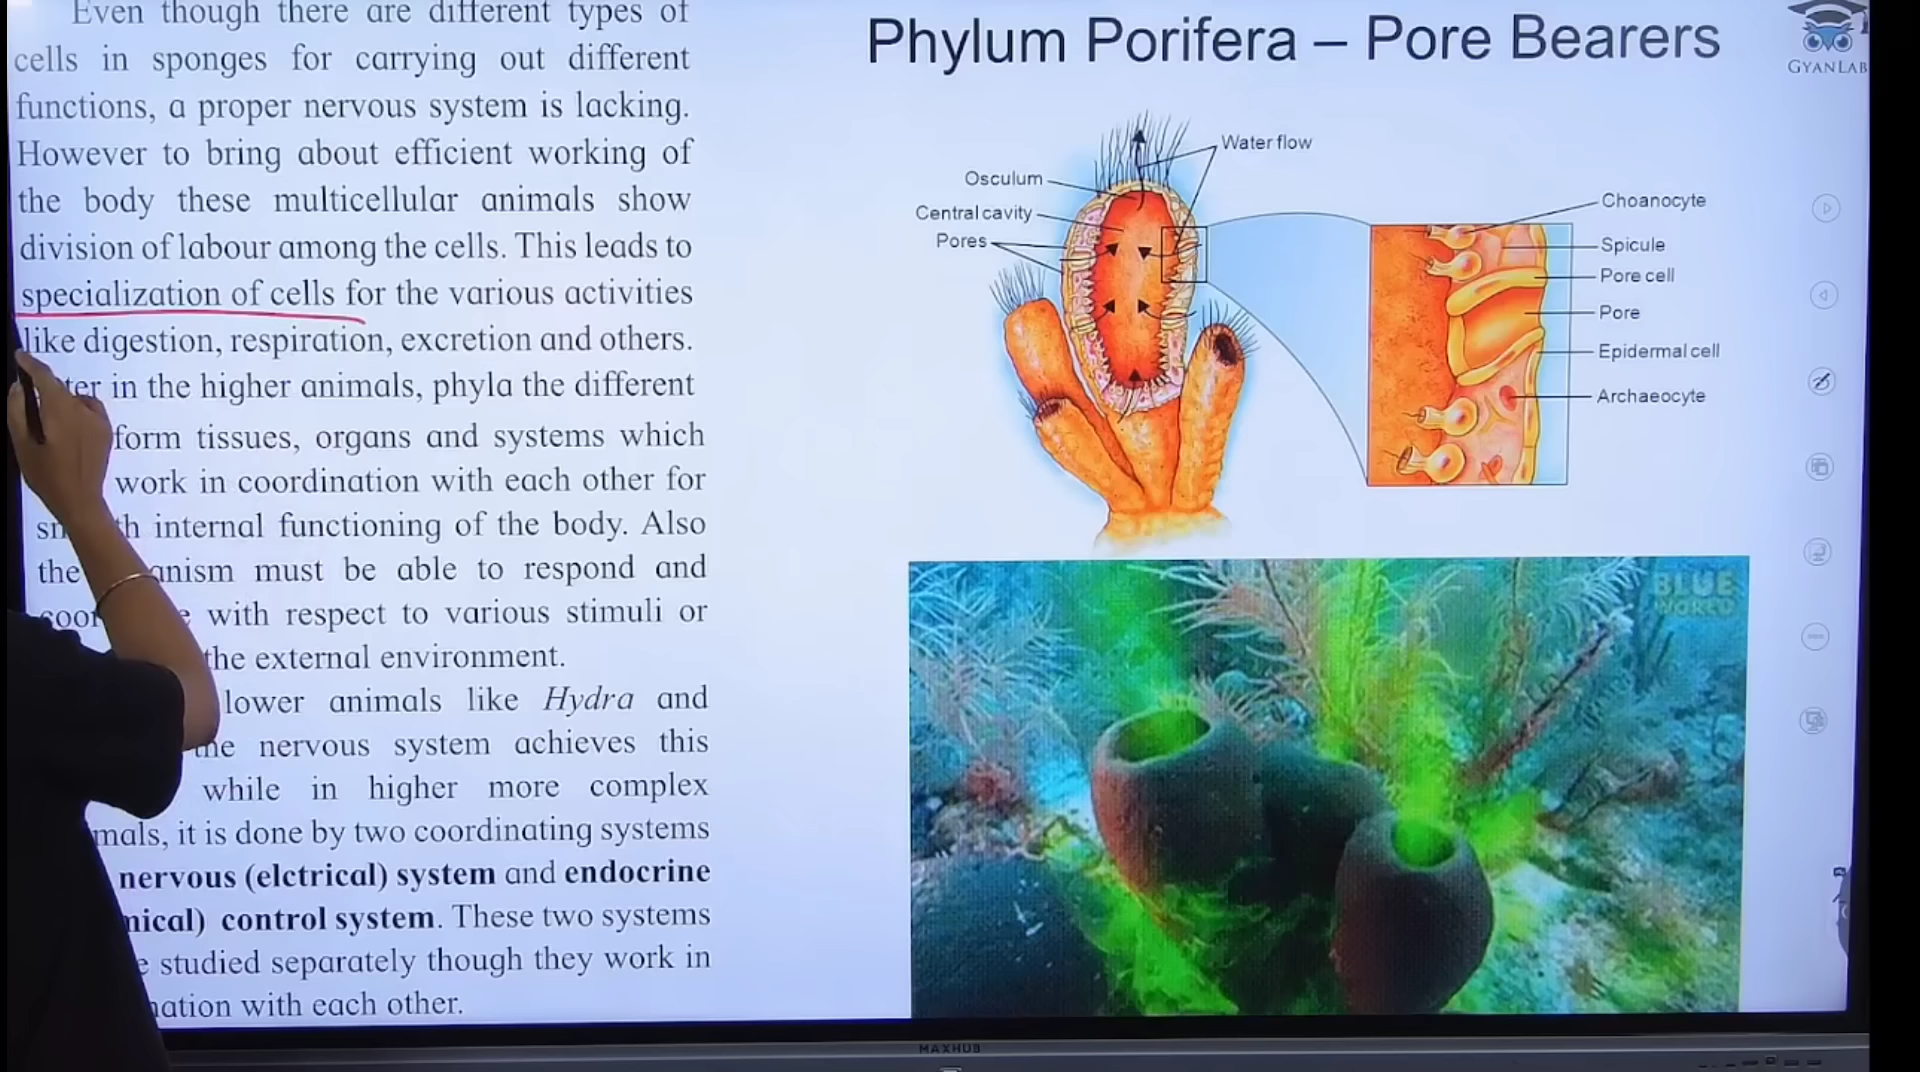 Even though there are different types of
cells in sponges for carrying out different
functions, a proper nervous system is lacking.
However to bring about efficient working of
the body these multicellular animals show
division of labour among the cells. This leads to
specialization of cells for the various activities
like digestion, respiration, excretion and others.
in the higher animals, phyla the different
form tissues, organs and systems which
work in coordination with each other for
internal functioning of the body. Also
the must be able to respond and
with respect to various stimuli or
the external environment.
lower animals like Hydra and
nervous system achieves this
while in higher more complex
it is done by two coordinating systems
nervous (elctrical) system and endocrine
control system. These two systems
studied separately though they work in
with each other.
Phylum Porifera – Pore Bearers
GYANLAB
Water flow
Osculum
Central cavity
Pores
Choanocyte
Spicule
Pore cell
Pore
Epidermal cell
Archaeocyte
BLUE
WORLD
MAXHUB